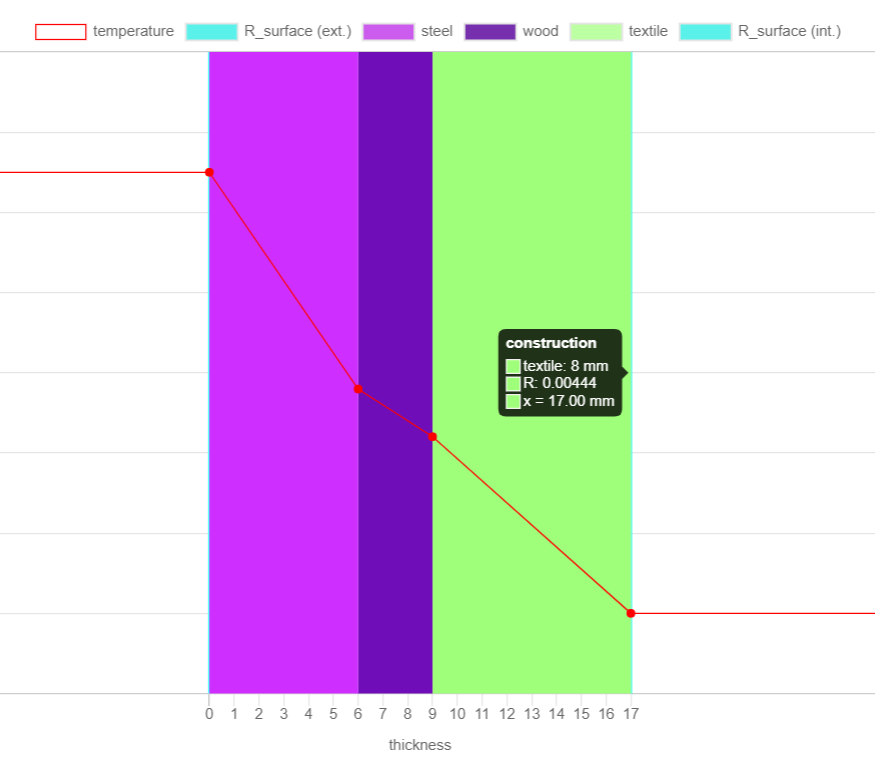 temperature R_surface (ext.) steel wood textile R_surface (int.)
construction
textile: 8 mm
R: 0.00444
x = 17.00 mm
0 1 2 3 4 5 6 7 8 9 10 11 12 13 14 15 16 17
thickness